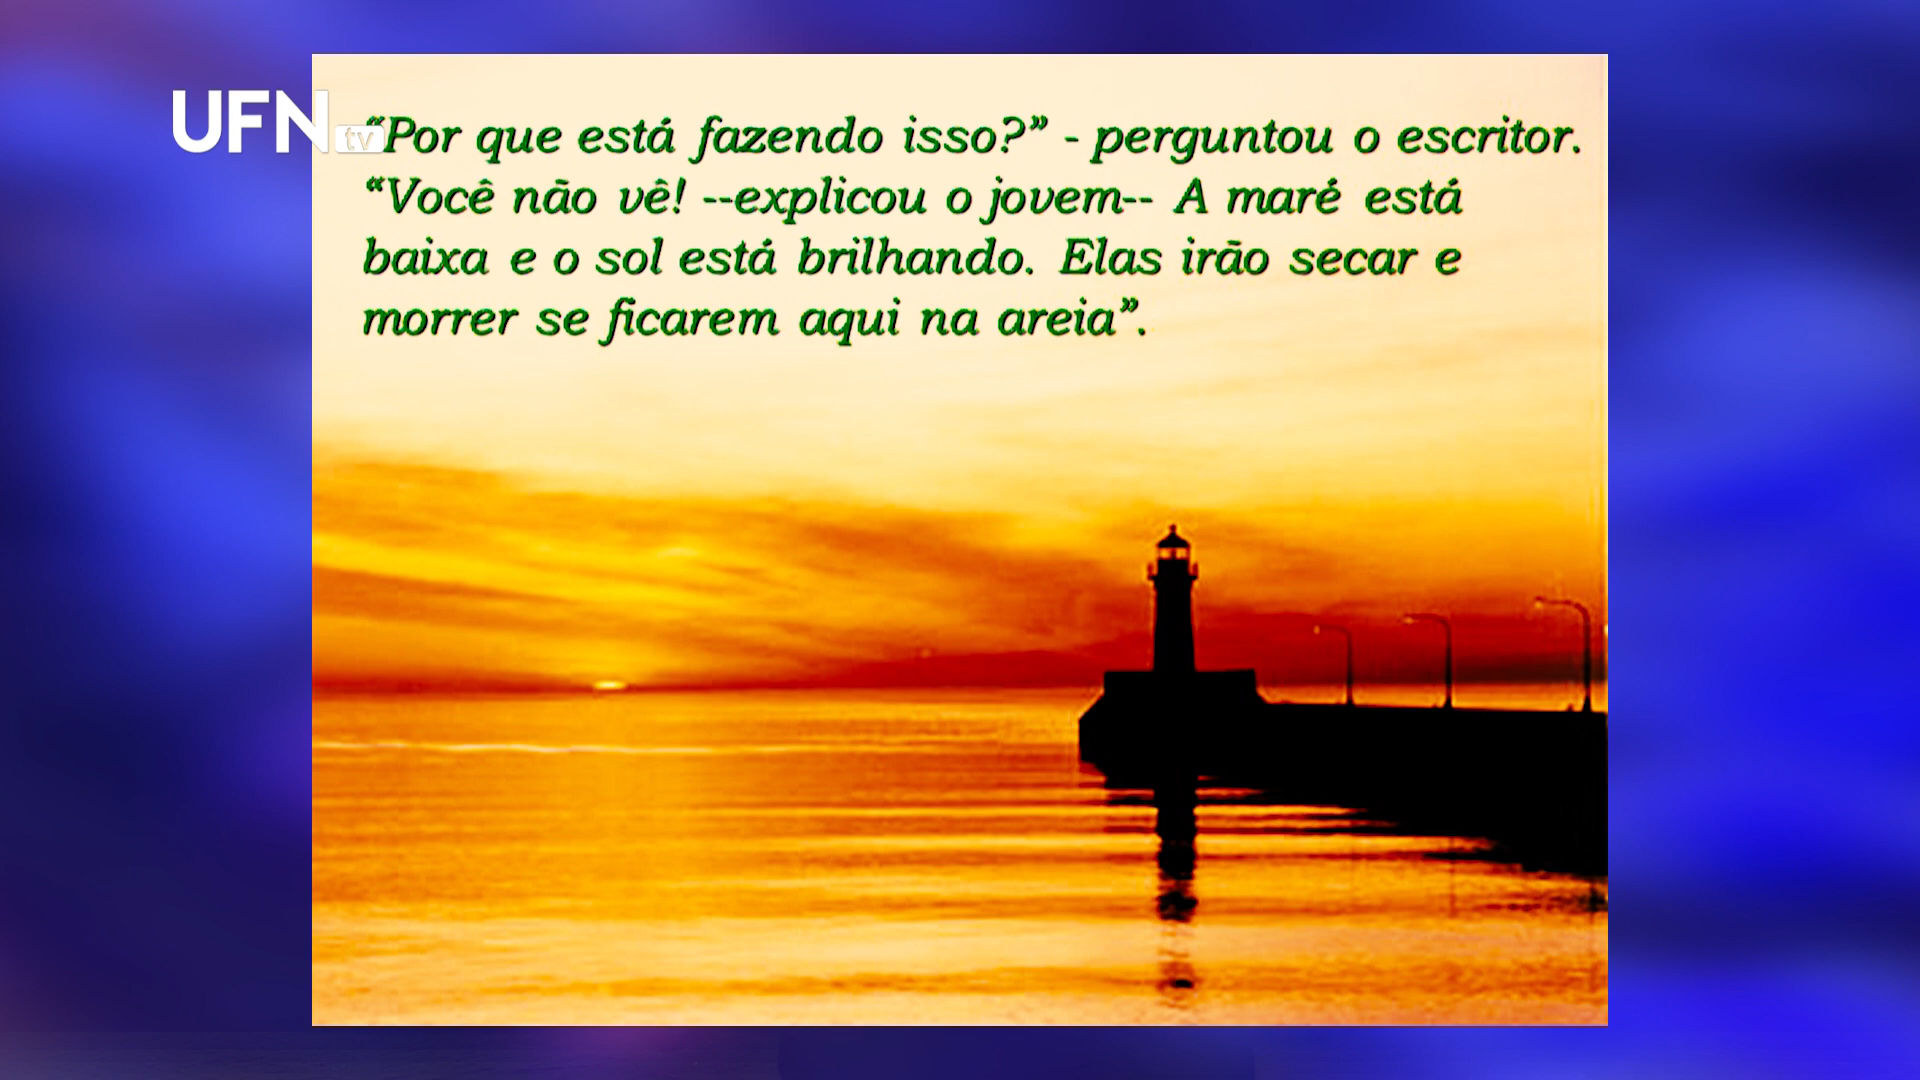 UFN tv
“Por que está fazendo isso?” - perguntou o escritor.
“Você não vê! --explicou o jovem-- A maré está
baixa e o sol está brilhando. Elas irão secar e
morrer se ficarem aqui na areia”.